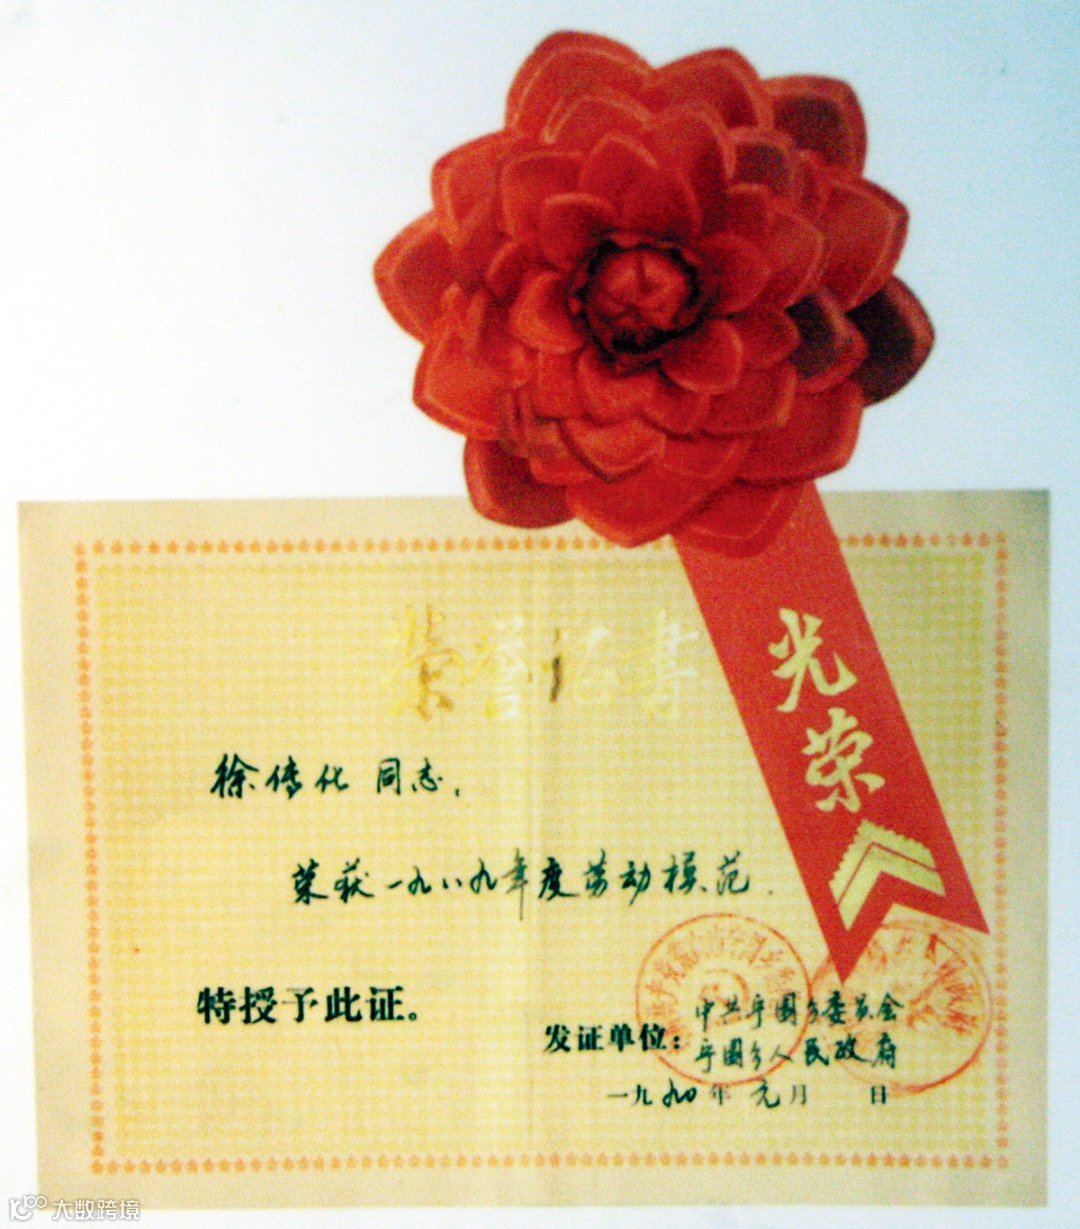 荣誉证书
光荣
徐传化 同志.
荣获一九八九年度劳动模范.
特授予此证。
发证单位:
中共宁围乡委员会
宁围乡人民政府
一九九〇年 元月 日
大数跨境